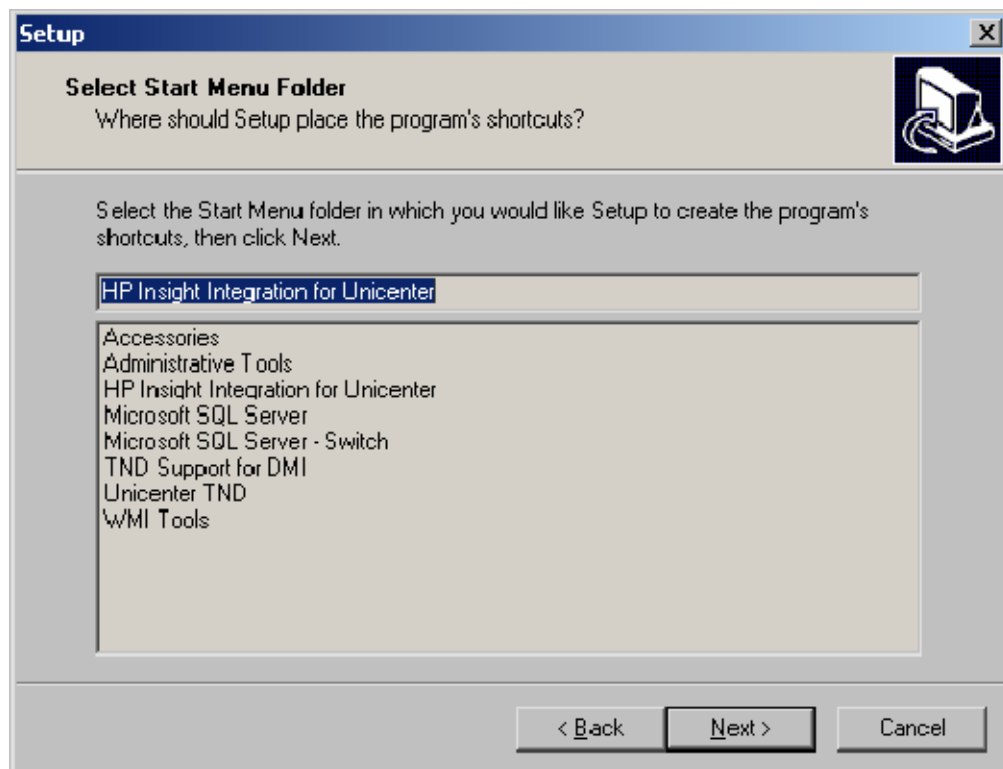 Setup
Select Start Menu Folder
Where should Setup place the program's shortcuts?
Select the Start Menu folder in which you would like Setup to create the program's
shortcuts, then click Next.
HP Insight Integration for Unicenter
Accessories
Administrative Tools
HP Insight Integration for Unicenter
Microsoft SQL Server
Microsoft SQL Server - Switch
TND Support for DMI
Unicenter TND
WMI Tools
< Back
Next >
Cancel